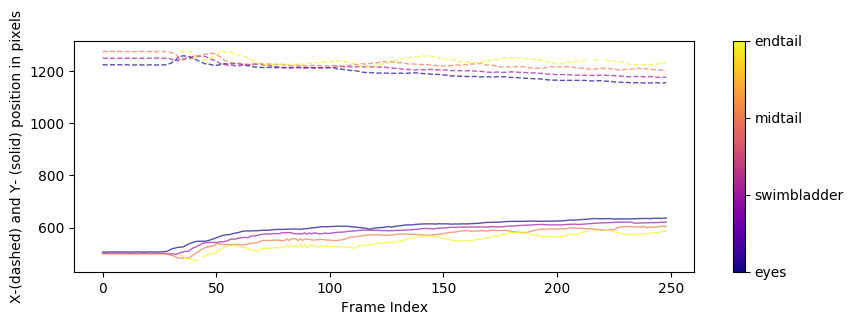 X-(dashed) and Y- (solid) position in pixels
1200
1000
800
600
0
50
100
150
200
250
Frame Index
endtail
midtail
swimbladder
eyes